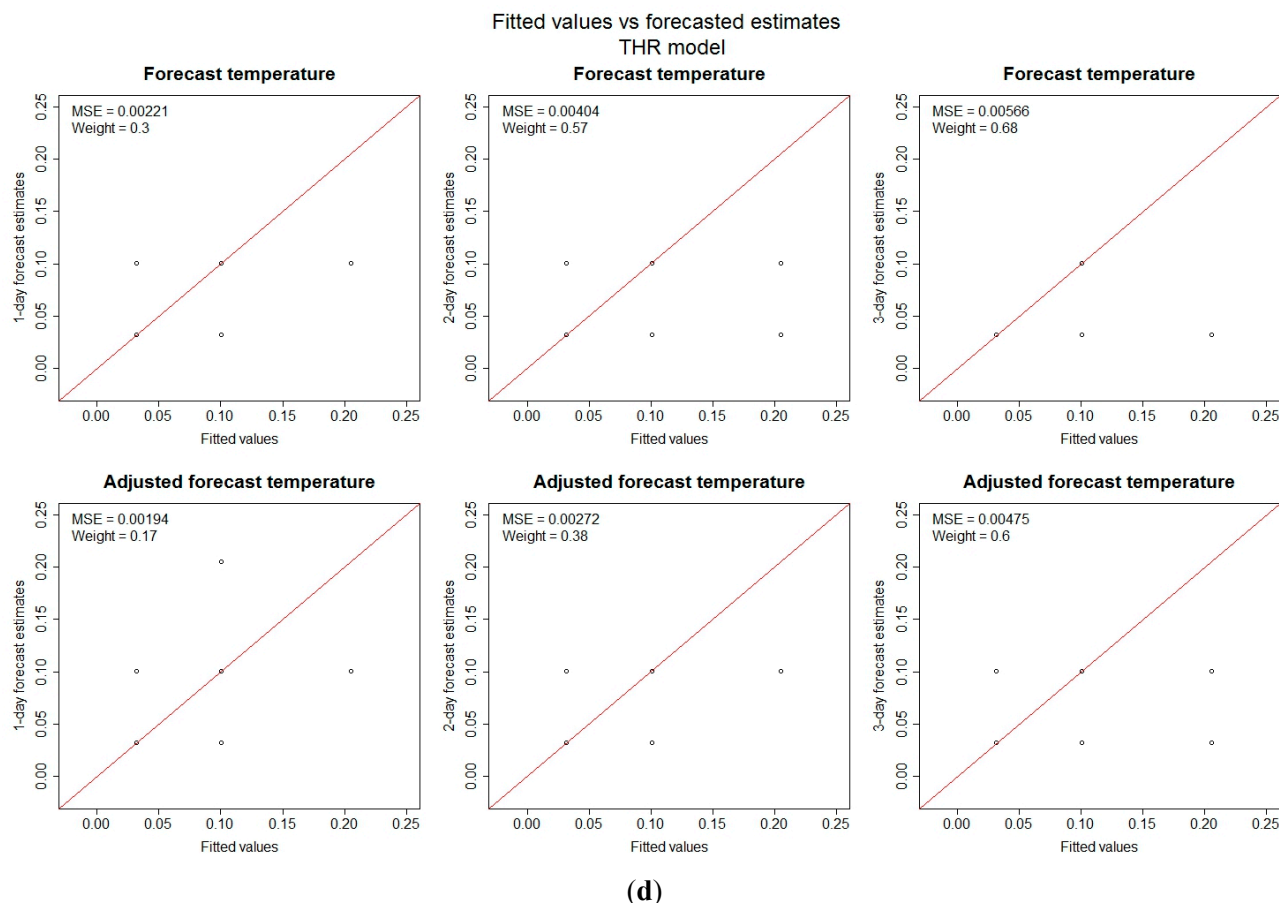 Fitted values vs forecasted estimates
THR model
Forecast temperature
MSE = 0.00221
Weight = 0.3
1-day forecast estimates
0.25
0.20
0.15
0.10
0.05
0.00
0.00 0.05 0.10 0.15 0.20 0.25
Fitted values
Forecast temperature
MSE = 0.00404
Weight = 0.57
2-day forecast estimates
0.25
0.20
0.15
0.10
0.05
0.00
0.00 0.05 0.10 0.15 0.20 0.25
Fitted values
Forecast temperature
MSE = 0.00566
Weight = 0.68
3-day forecast estimates
0.25
0.20
0.15
0.10
0.05
0.00
0.00 0.05 0.10 0.15 0.20 0.25
Fitted values
Adjusted forecast temperature
MSE = 0.00194
Weight = 0.17
1-day forecast estimates
0.25
0.20
0.15
0.10
0.05
0.00
0.00 0.05 0.10 0.15 0.20 0.25
Fitted values
Adjusted forecast temperature
MSE = 0.00272
Weight = 0.38
2-day forecast estimates
0.25
0.20
0.15
0.10
0.05
0.00
0.00 0.05 0.10 0.15 0.20 0.25
Fitted values
Adjusted forecast temperature
MSE = 0.00475
Weight = 0.6
3-day forecast estimates
0.25
0.20
0.15
0.10
0.05
0.00
0.00 0.05 0.10 0.15 0.20 0.25
Fitted values
(d)